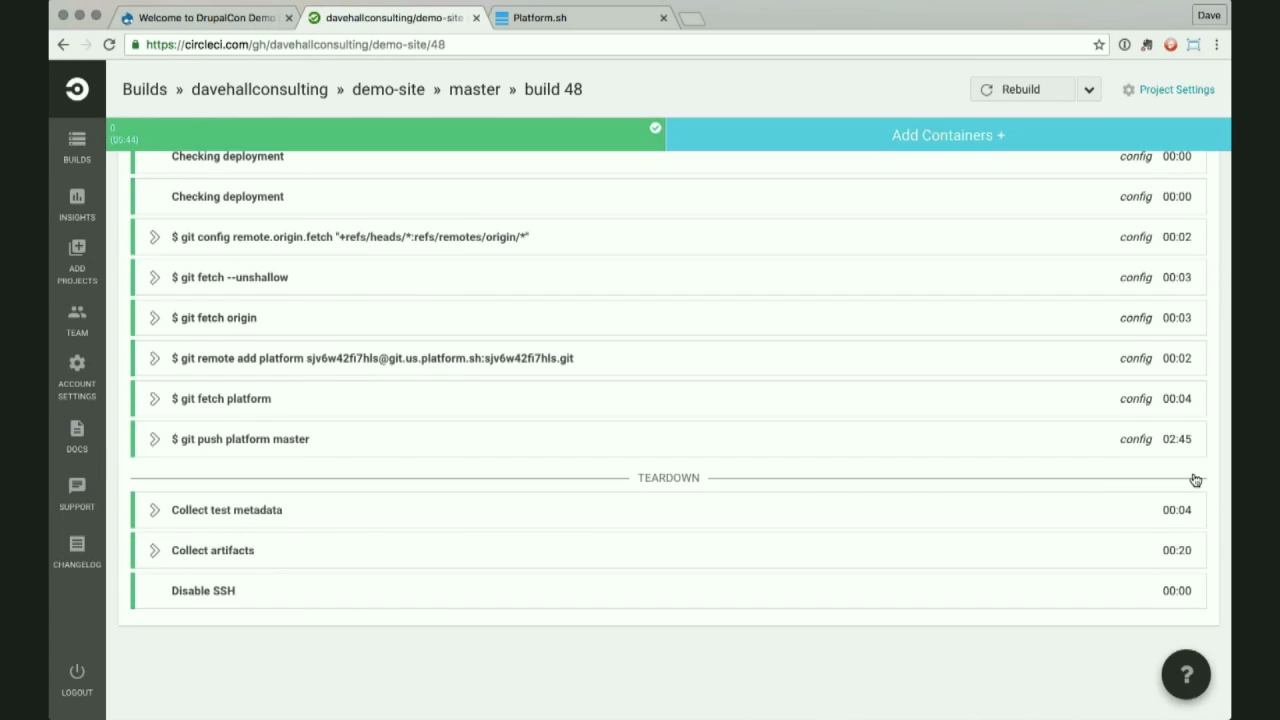 Welcome to DrupalCon Demo
davehallconsulting/demo-site
Platform.sh
Dave
https://circleci.com/gh/davehallconsulting/demo-site/48
Builds » davehallconsulting » demo-site » master » build 48
Rebuild
Project Settings
0
(05:44)
Add Containers +
BUILDS
INSIGHTS
ADD
PROJECTS
TEAM
ACCOUNT
SETTINGS
DOCS
SUPPORT
CHANGELOG
LOGOUT
Checking deployment config 00:00
Checking deployment config 00:00
$ git config remote.origin.fetch "+refs/heads/*:refs/remotes/origin/*" config 00:02
$ git fetch --unshallow config 00:03
$ git fetch origin config 00:03
$ git remote add platform sjv6w42fi7hls@git.us.platform.sh:sjv6w42fi7hls.git config 00:02
$ git fetch platform config 00:04
$ git push platform master config 02:45
TEARDOWN
Collect test metadata 00:04
Collect artifacts 00:20
Disable SSH 00:00
?